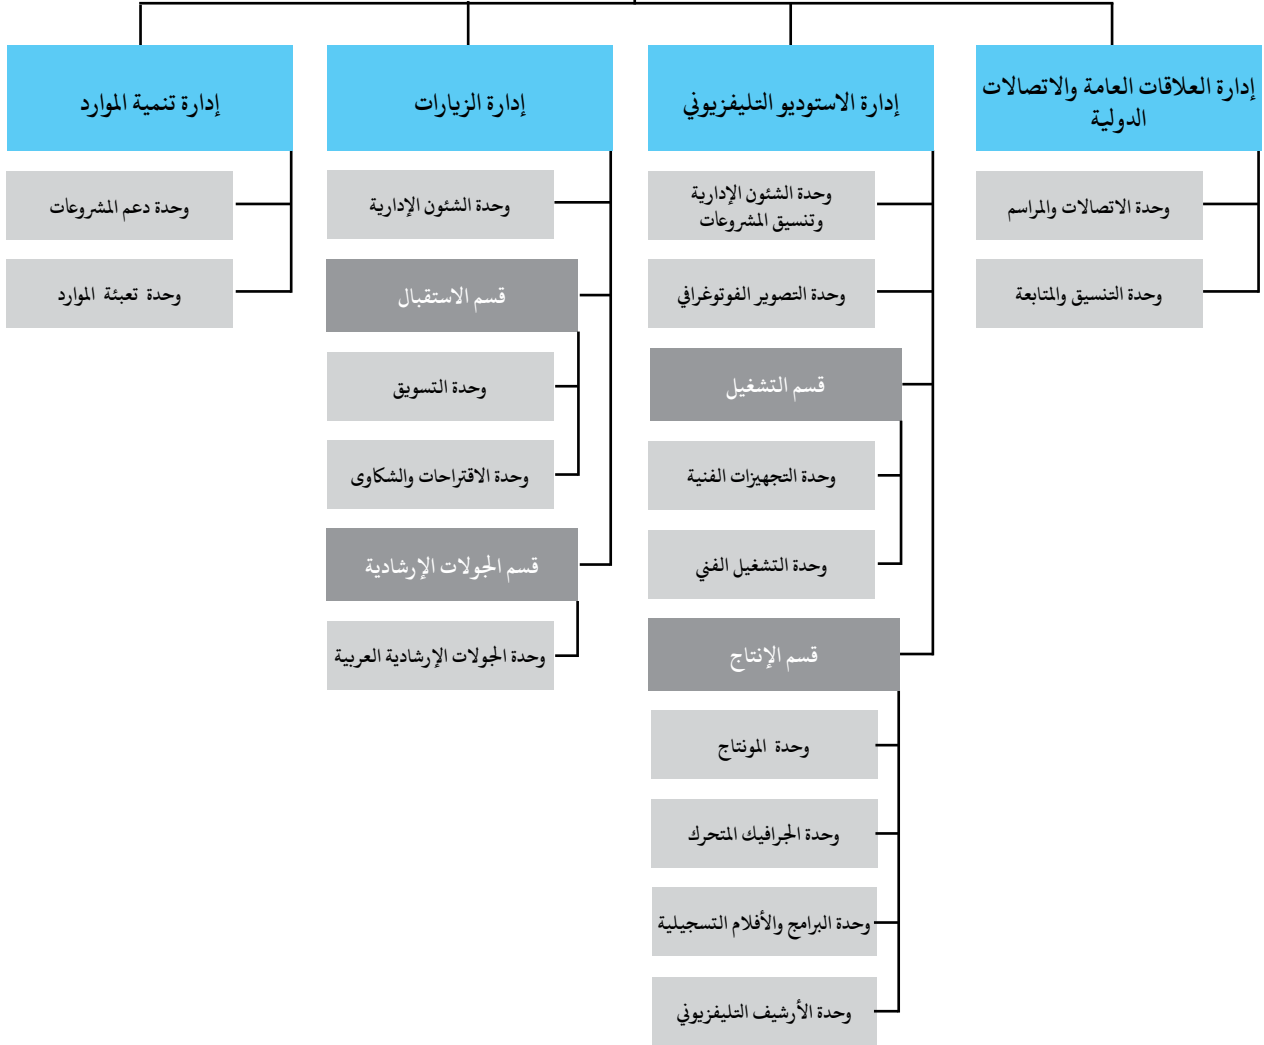 إدارة العلاقات العامة والاتصالات
الدولية
وحدة الاتصالات والمراسم
وحدة التنسيق والمتابعة
إدارة الاستوديو التليفزيوني
وحدة الشئون الإدارية
وتنسيق المشروعات
وحدة التصوير الفوتوغرافي
قسم التشغيل
وحدة التجهيزات الفنية
وحدة التشغيل الفني
قسم الإنتاج
وحدة المونتاج
وحدة الجرافيك المتحرك
وحدة البرامج والأفلام التسجيلية
وحدة الأرشيف التليفزيوني
إدارة الزيارات
وحدة الشئون الإدارية
قسم الاستقبال
وحدة التسويق
وحدة الاقتراحات والشكاوى
قسم الجولات الإرشادية
وحدة الجولات الإرشادية العربية
إدارة تنمية الموارد
وحدة دعم المشروعات
وحدة تعبئة الموارد